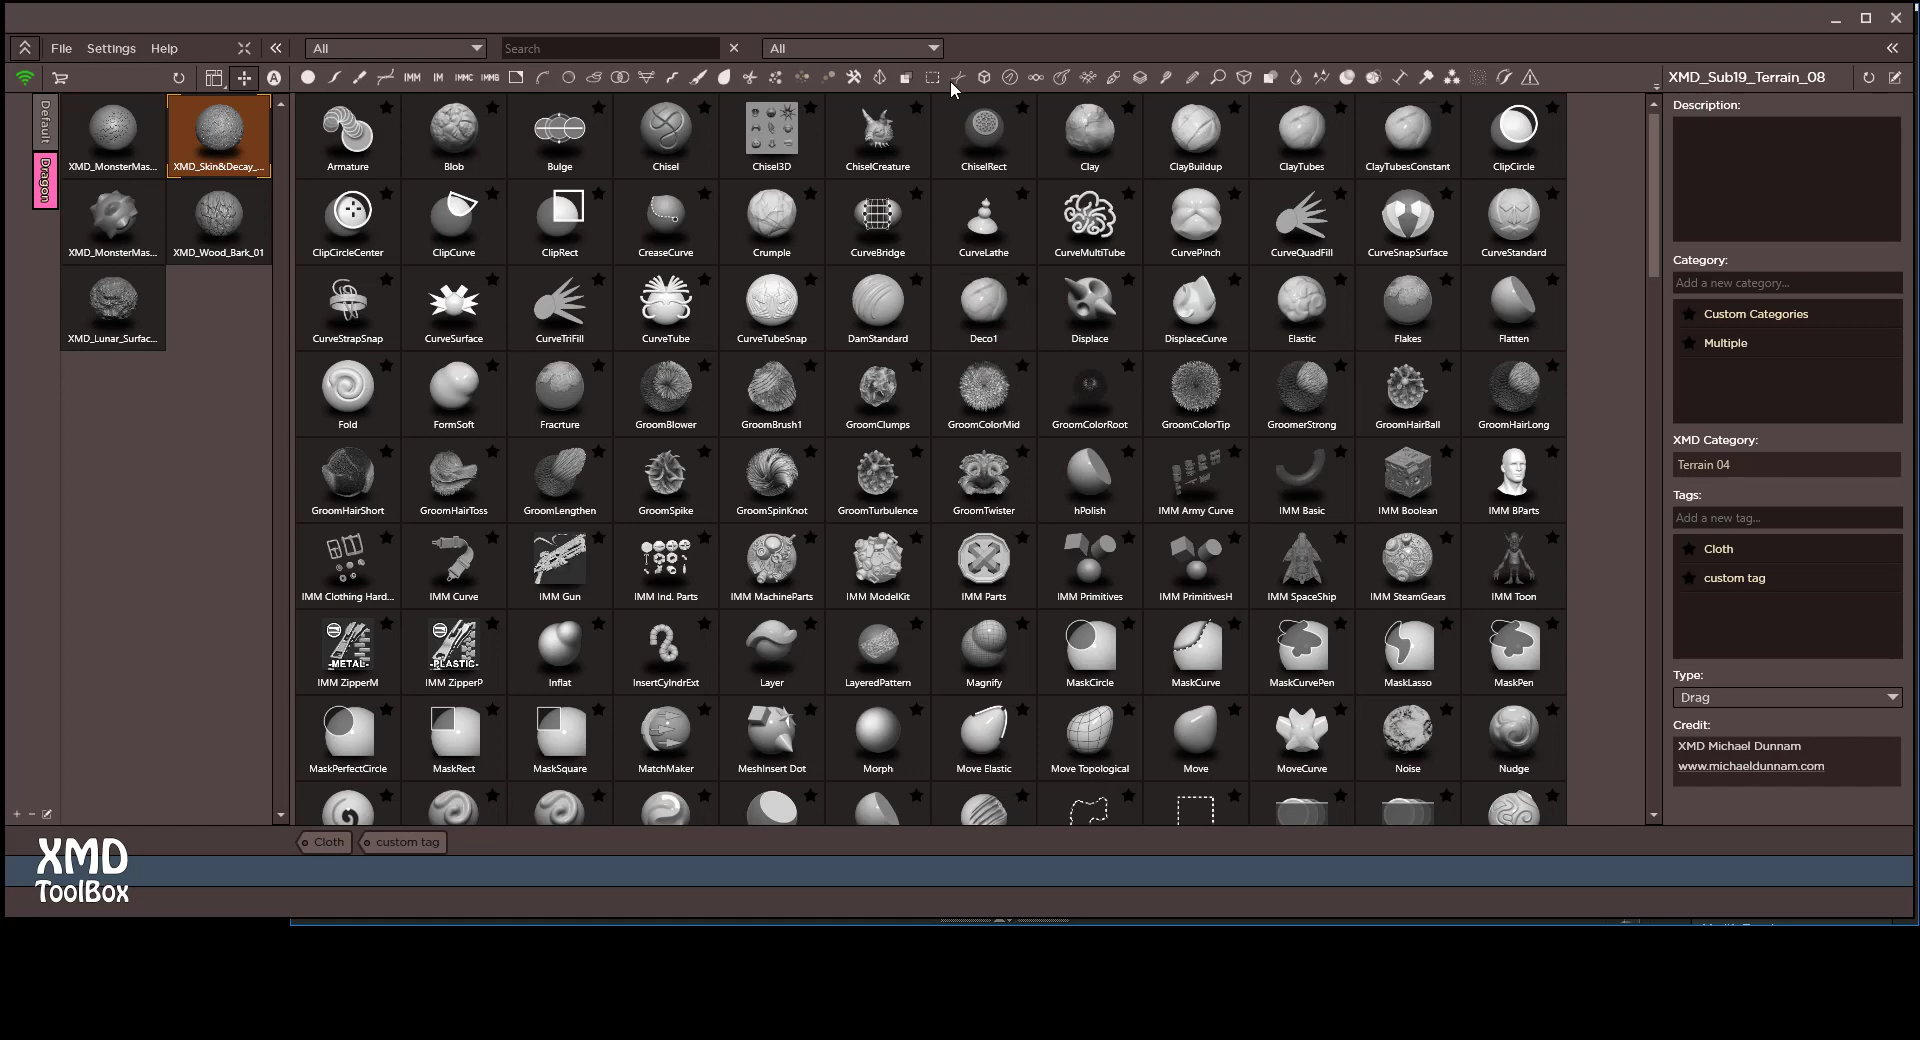 File Settings Help All Search All
IMM IM IMMC IMMB XMD_Sub19_Terrain_08
Default
Dragon
XMD_MonsterMas... XMD_Skin&Decay_...
XMD_MonsterMas... XMD_Wood_Bark_01
XMD_Lunar_Surfac...
Armature Blob Bulge Chisel Chisel3D ChiselCreature ChiselRect Clay ClayBuildup ClayTubes ClayTubesConstant ClipCircle
ClipCircleCenter ClipCurve ClipRect CreaseCurve Crumple CurveBridge CurveLathe CurveMultiTube CurvePinch CurveQuadFill CurveSnapSurface CurveStandard
CurveStrapSnap CurveSurface CurveTriFill CurveTube CurveTubeSnap DamStandard Deco1 Displace DisplaceCurve Elastic Flakes Flatten
Fold FormSoft Fracrture GroomBlower GroomBrush1 GroomClumps GroomColorMid GroomColorRoot GroomColorTip GroomerStrong GroomHairBall GroomHairLong
GroomHairShort GroomHairToss GroomLengthen GroomSpike GroomSpinKnot GroomTurbulence GroomTwister hPolish IMM Army Curve IMM Basic IMM Boolean IMM BParts
IMM Clothing Hard... IMM Curve IMM Gun IMM Ind. Parts IMM MachineParts IMM ModelKit IMM Parts IMM Primitives IMM PrimitivesH IMM SpaceShip IMM SteamGears IMM Toon
-METAL- -PLASTIC-
IMM ZipperM IMM ZipperP Inflat InsertCylndrExt Layer LayeredPattern Magnify MaskCircle MaskCurve MaskCurvePen MaskLasso MaskPen
MaskPerfectCircle MaskRect MaskSquare MatchMaker MeshInsert Dot Morph Move Elastic Move Topological Move MoveCurve Noise Nudge
Description:
Category:
Add a new category...
Custom Categories
Multiple
XMD Category:
Terrain 04
Tags:
Add a new tag...
Cloth
custom tag
Type:
Drag
Credit:
XMD Michael Dunnam
www.michaeldunnam.com
Cloth custom tag
XMD
ToolBox